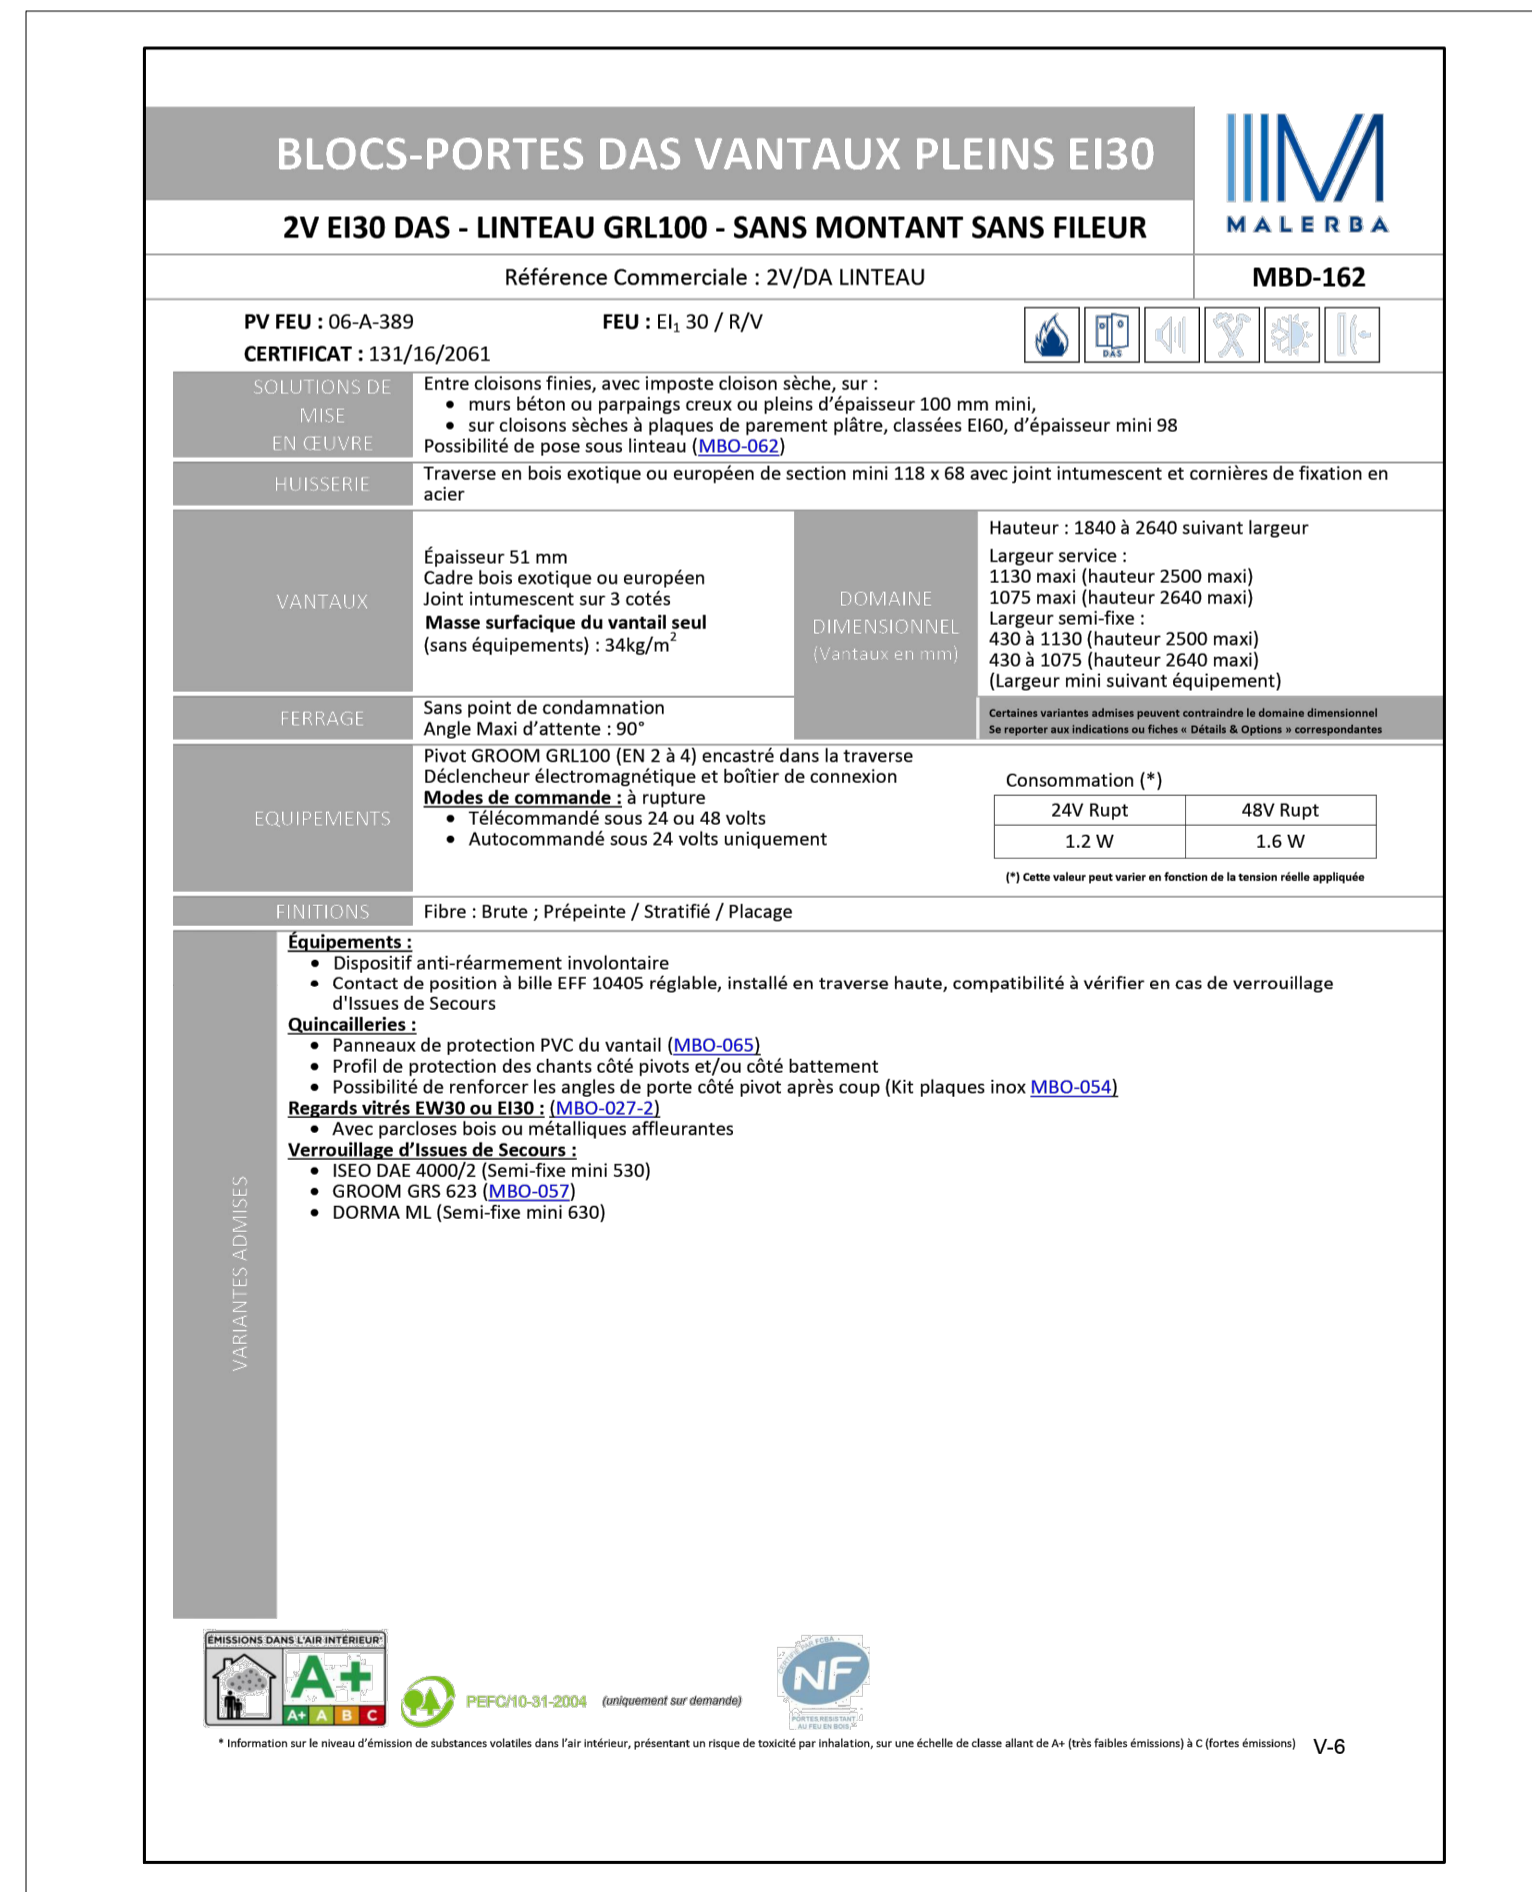 BLOCS-PORTES DAS VANTAUX PLEINS EI30
MALERBA
2V EI30 DAS - LINTEAU GRL100 - SANS MONTANT SANS FILEUR
Référence Commerciale : 2V/DA LINTEAU
MBD-162
PV FEU : 06-A-389
FEU : EI₁ 30 / R/V
CERTIFICAT : 131/16/2061
DAS
SOLUTIONS DE
MISE
EN ŒUVRE
Entre cloisons finies, avec imposte cloison sèche, sur :
• murs béton ou parpaings creux ou pleins d'épaisseur 100 mm mini,
• sur cloisons sèches à plaques de parement plâtre, classées EI60, d'épaisseur mini 98
Possibilité de pose sous linteau (MBO-062)
HUISSERIE
Traverse en bois exotique ou européen de section mini 118 x 68 avec joint intumescent et cornières de fixation en
acier
VANTAUX
Épaisseur 51 mm
Cadre bois exotique ou européen
Joint intumescent sur 3 cotés
Masse surfacique du vantail seul
(sans équipements) : 34kg/m²
DOMAINE
DIMENSIONNEL
(Vantaux en mm)
Hauteur : 1840 à 2640 suivant largeur
Largeur service :
1130 maxi (hauteur 2500 maxi)
1075 maxi (hauteur 2640 maxi)
Largeur semi-fixe :
430 à 1130 (hauteur 2500 maxi)
430 à 1075 (hauteur 2640 maxi)
(Largeur mini suivant équipement)
FERRAGE
Sans point de condamnation
Angle Maxi d'attente : 90°
Certaines variantes admises peuvent contraindre le domaine dimensionnel
Se reporter aux indications ou fiches « Détails & Options » correspondantes
EQUIPEMENTS
Pivot GROOM GRL100 (EN 2 à 4) encastré dans la traverse
Déclencheur électromagnétique et boîtier de connexion
Modes de commande : à rupture
• Télécommandé sous 24 ou 48 volts
• Autocommandé sous 24 volts uniquement
Consommation (*)
24V Rupt
48V Rupt
1.2 W
1.6 W
(*) Cette valeur peut varier en fonction de la tension réelle appliquée
FINITIONS
Fibre : Brute ; Prépeinte / Stratifié / Placage
VARIANTES ADMISES
Équipements :
• Dispositif anti-réarmement involontaire
• Contact de position à bille EFF 10405 réglable, installé en traverse haute, compatibilité à vérifier en cas de verrouillage
d'Issues de Secours
Quincailleries :
• Panneaux de protection PVC du vantail (MBO-065)
• Profil de protection des chants côté pivots et/ou côté battement
• Possibilité de renforcer les angles de porte côté pivot après coup (Kit plaques inox MBO-054)
Regards vitrés EW30 ou EI30 : (MBO-027-2)
• Avec parcloses bois ou métalliques affleurantes
Verrouillage d'Issues de Secours :
• ISEO DAE 4000/2 (Semi-fixe mini 530)
• GROOM GRS 623 (MBO-057)
• DORMA ML (Semi-fixe mini 630)
ÉMISSIONS DANS L'AIR INTÉRIEUR*
A+
A+ A B C
PEFC/10-31-2004
(uniquement sur demande)
CERTIFIÉ PAR FCBA
NF
PORTES RESISTANT
AU FEU EN BOIS
* Information sur le niveau d'émission de substances volatiles dans l'air intérieur, présentant un risque de toxicité par inhalation, sur une échelle de classe allant de A+ (très faibles émissions) à C (fortes émissions)
V-6